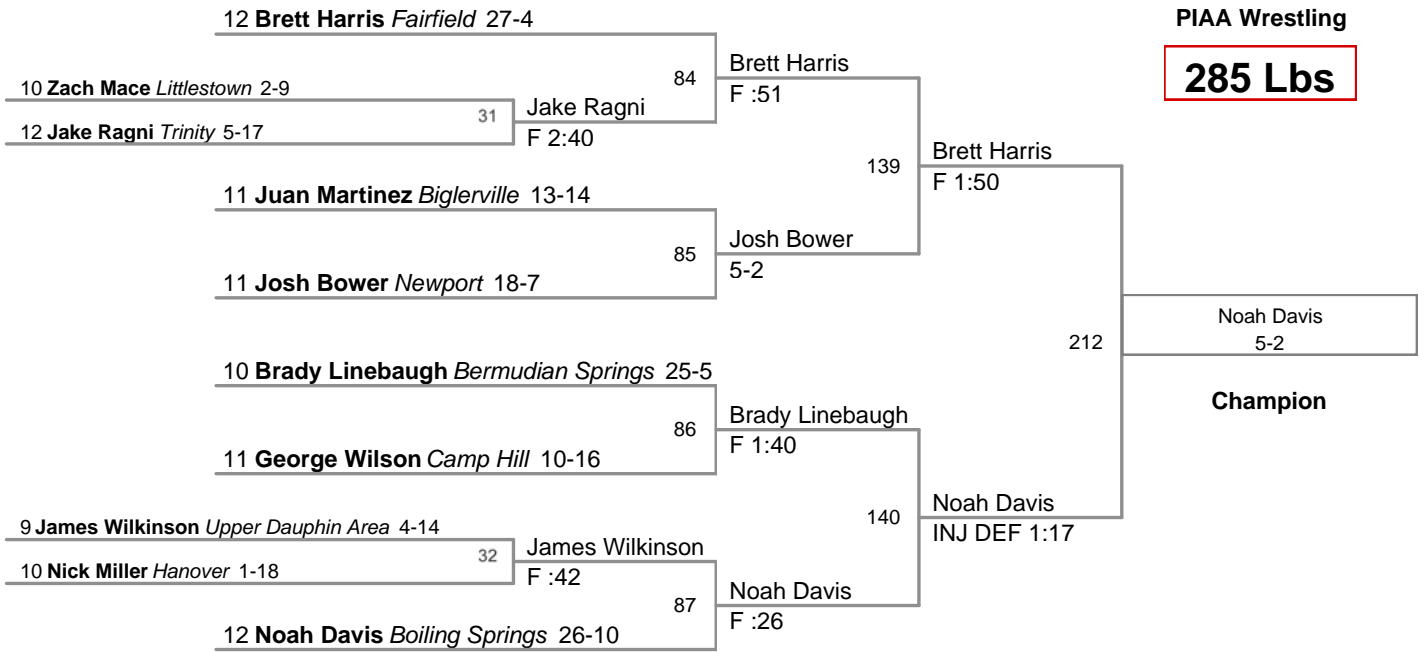 12 Brett Harris Fairfield 27-4
PIAA Wrestling
285 Lbs
10 Zach Mace Littlestown 2-9
12 Jake Ragni Trinity 5-17
31
Jake Ragni
F 2:40
84
Brett Harris
F :51
11 Juan Martinez Biglerville 13-14
11 Josh Bower Newport 18-7
85
Josh Bower
5-2
139
Brett Harris
F 1:50
10 Brady Linebaugh Bermudian Springs 25-5
11 George Wilson Camp Hill 10-16
86
Brady Linebaugh
F 1:40
9 James Wilkinson Upper Dauphin Area 4-14
10 Nick Miller Hanover 1-18
32
James Wilkinson
F :42
12 Noah Davis Boiling Springs 26-10
87
Noah Davis
F :26
140
Noah Davis
INJ DEF 1:17
212
Noah Davis
5-2
Champion